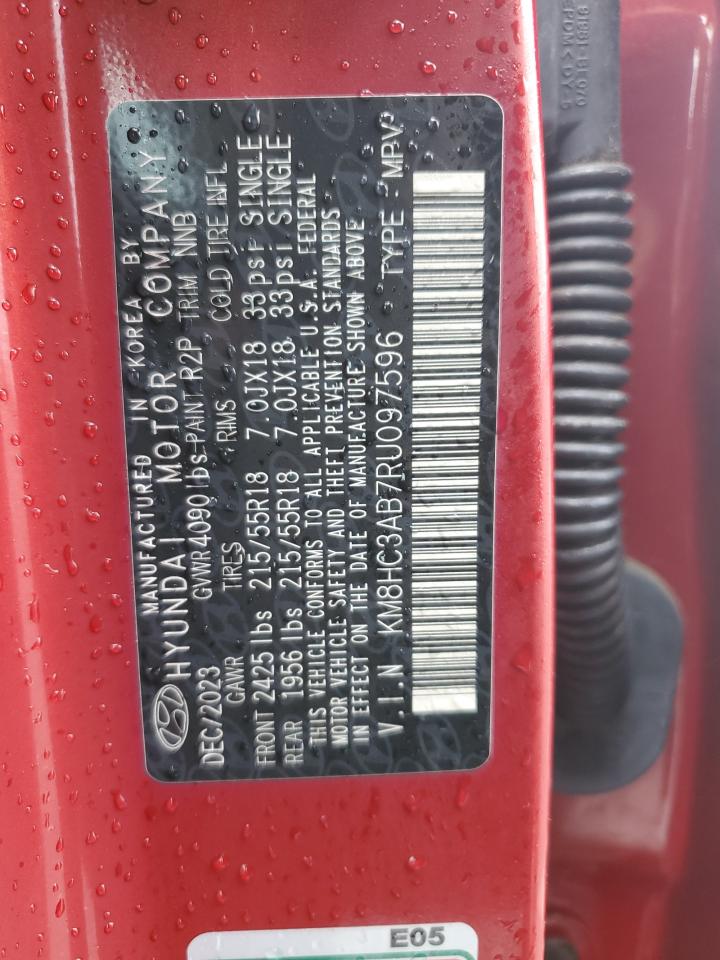 MANUFACTURED IN KOREA BY
HYUNDAI MOTOR COMPANY
DEC/2023 GVWR 4090 lbs PAINT R2P TRIM NNB
GAWR TIRES RIMS COLD TIRE INFL
FRONT 2425 lbs 215/55R18 7.0JX18 33psi SINGLE
REAR 1956 lbs 215/55R18 7.0JX18 33psi SINGLE
THIS VEHICLE CONFORMS TO ALL APPLICABLE U.S.A. FEDERAL
MOTOR VEHICLE SAFETY AND THEFT PREVENTION STANDARDS
IN EFFECT ON THE DATE OF MANUFACTURE SHOWN ABOVE
V.I.N KM8HC3AB7RU097596 TYPE MPV
E05